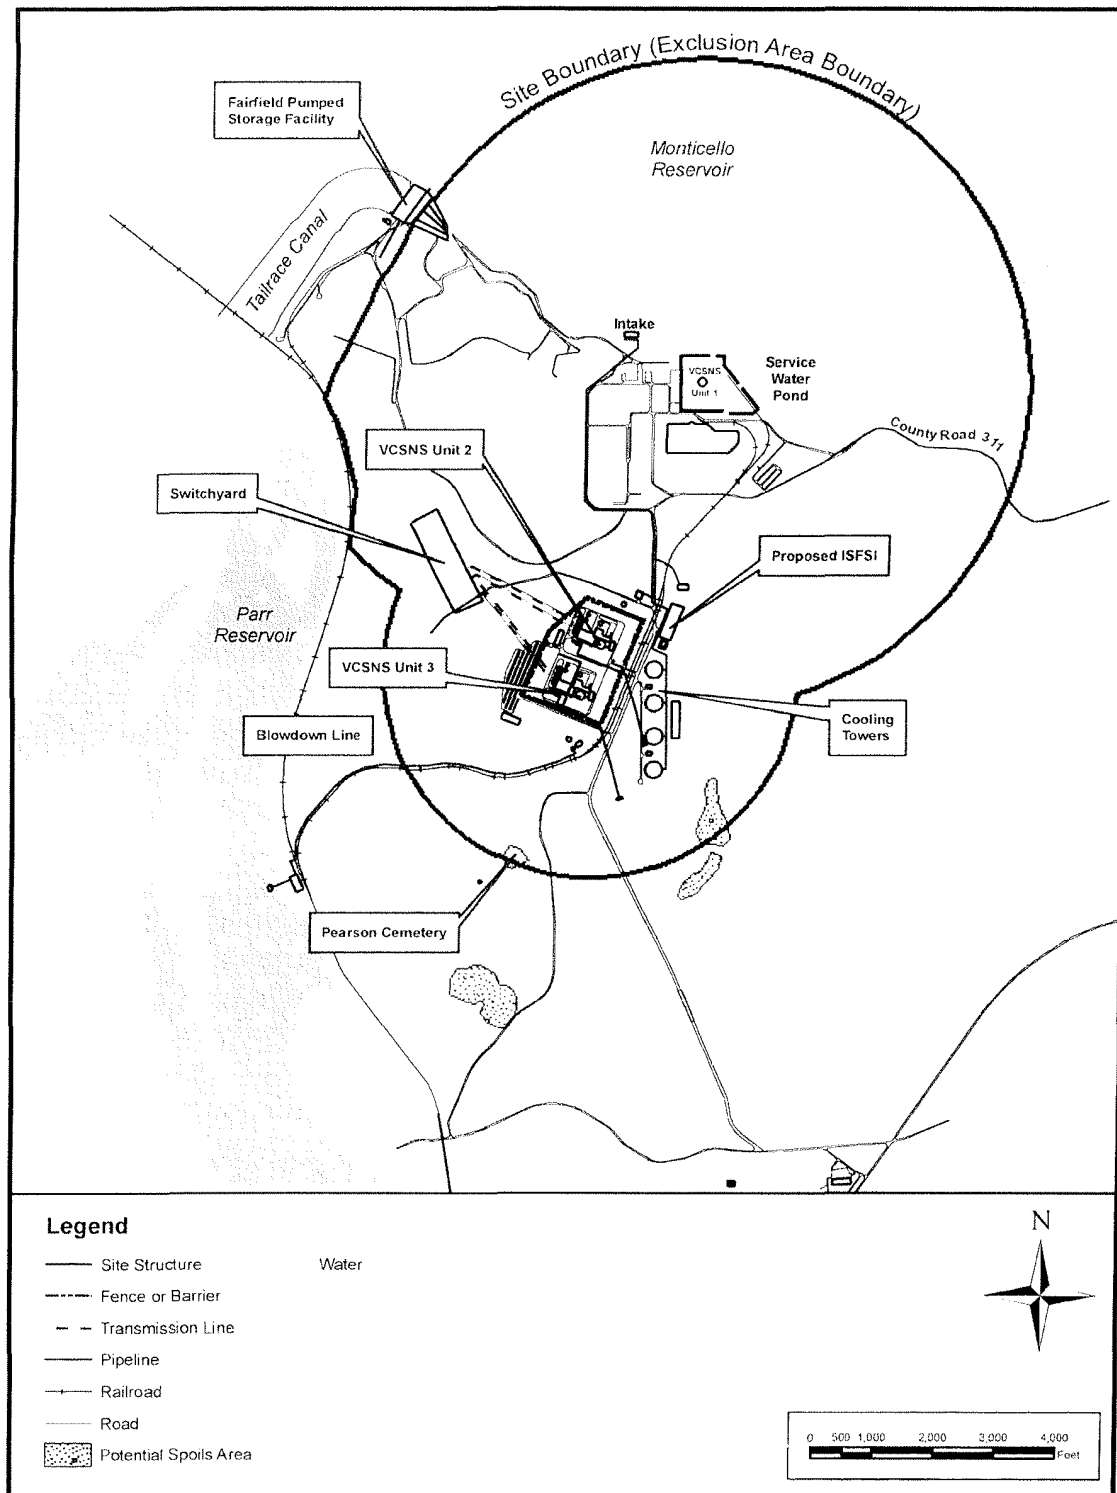 Site Boundary (Exclusion Area Boundary)
Fairfield Pumped
Storage Facility
Monticello
Reservoir
Tailrace Canal
Intake
VCSNS
Unit 1
Service
Water
Pond
County Road 311
VCSNS Unit 2
Switchyard
Proposed ISFSI
Parr
Reservoir
VCSNS Unit 3
Cooling
Towers
Blowdown Line
Pearson Cemetery
Legend
Site Structure
Water
Fence or Barrier
Transmission Line
Pipeline
Railroad
Road
Potential Spoils Area
N
0 500 1,000 2,000 3,000 4,000
Feet